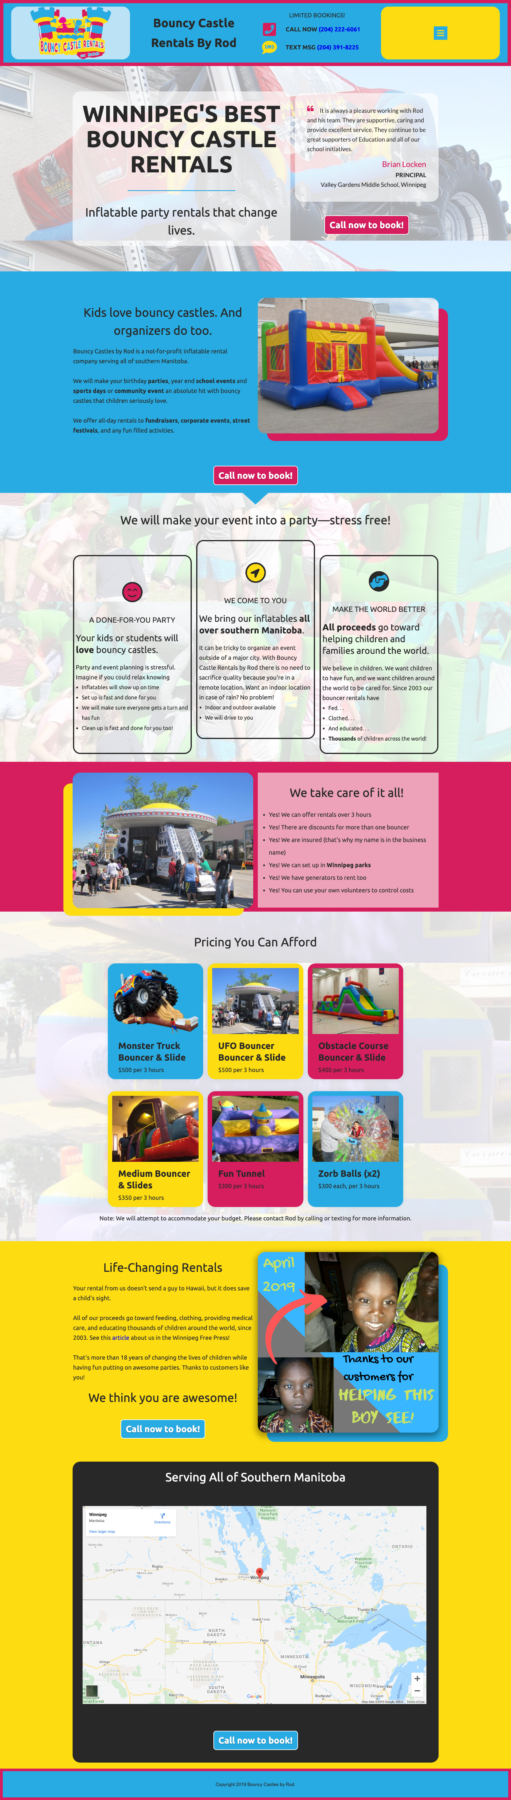 BOUNCY CASTLE
RENTALS
Bouncy Castle
Rentals By Rod
LIMITED BOOKINGS!
CALL NOW (204) 222-6061
SMS
TEXT MSG (204) 391-8225
WINNIPEG'S BEST
BOUNCY CASTLE
RENTALS
Inflatable party rentals that change
lives.
It is always a pleasure working with Rod
and his team. They are supportive, caring and
provide excellent service. They continue to be
great supporters of Education and all of our
school initiatives.
Brian Locken
PRINCIPAL
Valley Gardens Middle School, Winnipeg
Call now to book!
Kids love bouncy castles. And
organizers do too.
Bouncy Castles by Rod is a not-for-profit inflatable rental
company serving all of southern Manitoba.
We will make your birthday parties, year end school events and
sports days or community event an absolute hit with bouncy
castles that children seriously love.
We offer all-day rentals to fundraisers, corporate events, street
festivals, and any fun filled activities.
Call now to book!
We will make your event into a party—stress free!
A DONE-FOR-YOU PARTY
Your kids or students will
love bouncy castles.
Party and event planning is stressful.
Imagine if you could relax knowing
• Inflatables will show up on time
• Set up is fast and done for you
• We will make sure everyone gets a turn and
has fun
• Clean up is fast and done for you too!
WE COME TO YOU
We bring our inflatables all
over southern Manitoba.
It can be tricky to organize an event
outside of a major city. With Bouncy
Castle Rentals by Rod there is no need to
sacrifice quality because you're in a
remote location. Want an indoor location
in case of rain? No problem!
• Indoor and outdoor available
• We will drive to you
MAKE THE WORLD BETTER
All proceeds go toward
helping children and
families around the world.
We believe in children. We want children
to have fun, and we want children around
the world to be cared for. Since 2003 our
bouncer rentals have
• Fed. . .
• Clothed. . .
• And educated. . .
• Thousands of children across the world!
We take care of it all!
• Yes! We can offer rentals over 3 hours
• Yes! There are discounts for more than one bouncer
• Yes! We are insured (that's why my name is in the business
name)
• Yes! We can set up in Winnipeg parks
• Yes! We have generators to rent too
• Yes! You can use your own volunteers to control costs
Pricing You Can Afford
Monster Truck
Bouncer & Slide
$500 per 3 hours
UFO Bouncer
Bouncer & Slide
$500 per 3 hours
Obstacle Course
Bouncer & Slide
$400 per 3 hours
Medium Bouncer
& Slides
$350 per 3 hours
Fun Tunnel
$300 per 3 hours
Zorb Balls (x2)
$300 each, per 3 hours
Note: We will attempt to accommodate your budget. Please contact Rod by calling or texting for more information.
Life-Changing Rentals
Your rental from us doesn't send a guy to Hawaii, but it does save
a child's sight.
All of our proceeds go toward feeding, clothing, providing medical
care, and educating thousands of children around the world, since
2003. See this article about us in the Winnipeg Free Press!
That's more than 18 years of changing the lives of children while
having fun putting on awesome parties. Thanks to customers like
you!
We think you are awesome!
Call now to book!
April
2019
Thanks to our
customers for
HELPING THIS
BOY SEE!
Serving All of Southern Manitoba
Winnipeg
Manitoba
Directions
View larger map
ONTARIO
Winnipeg
NORTH
DAKOTA
MINNESOTA
Minneapolis
SOUTH
DAKOTA
Google
Call now to book!
Copyright 2019 Bouncy Castles by Rod